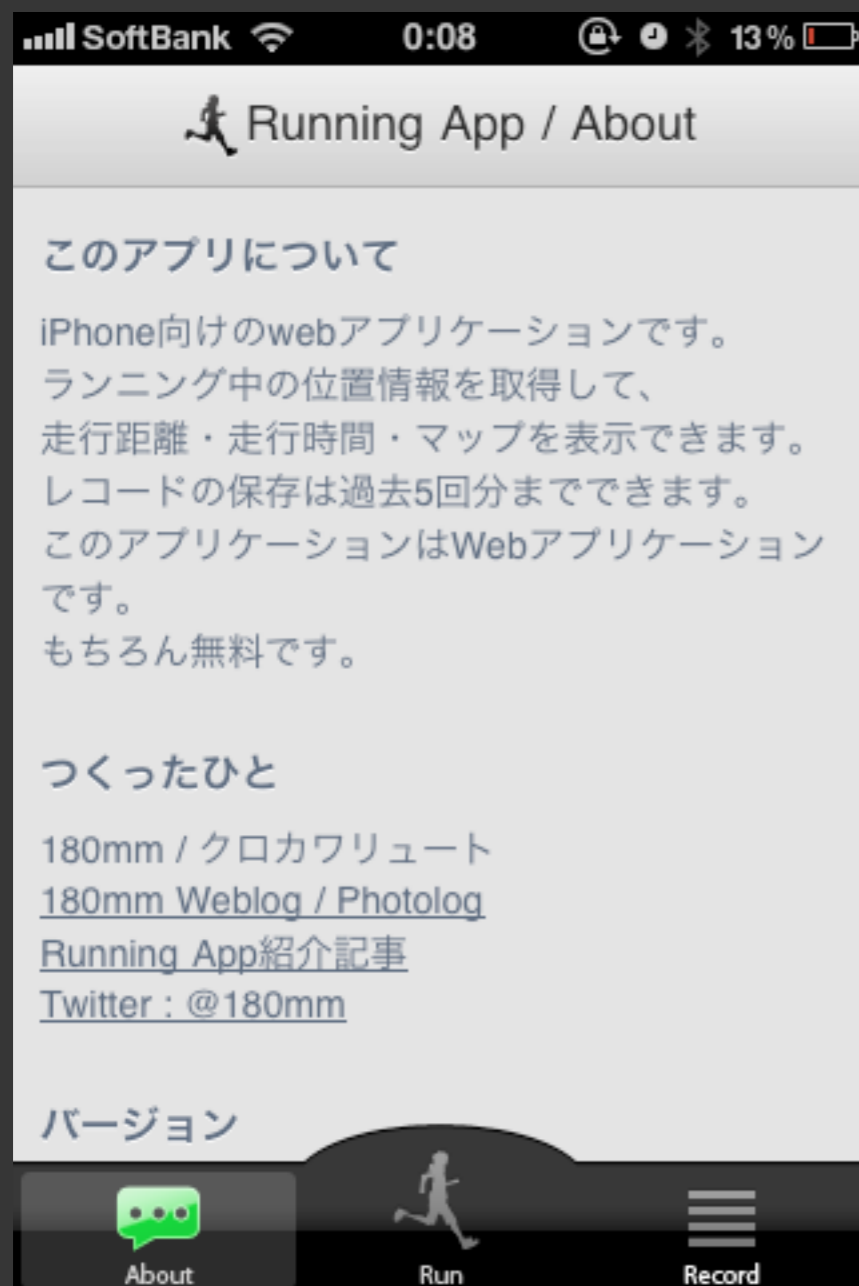 SoftBank 0:08 13%
Running App / About
このアプリについて
iPhone向けのwebアプリケーションです。
ランニング中の位置情報を取得して、
走行距離・走行時間・マップを表示できます。
レコードの保存は過去5回分までできます。
このアプリケーションはWebアプリケーション
です。
もちろん無料です。
つくったひと
180mm / クロカワリュート
180mm Weblog / Photolog
Running App紹介記事
Twitter : @180mm
バージョン
About Run Record